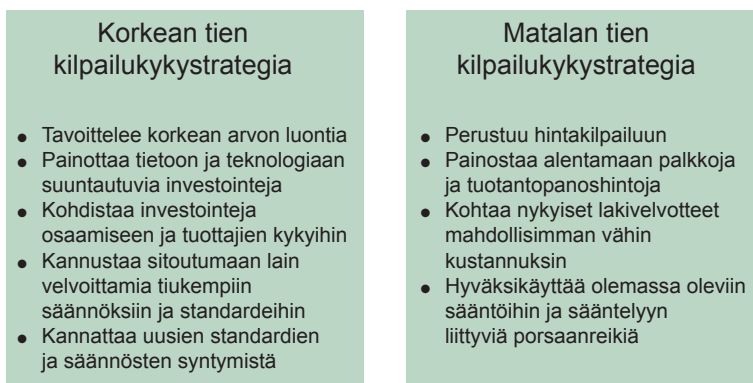 Korkean tien
kilpailukykystrategia
● Tavoittelee korkean arvon luontia
● Painottaa tietoon ja teknologiaan
suuntautuvia investointeja
● Kohdistaa investointeja
osaamiseen ja tuottajien kykyihin
● Kannustaa sitoutumaan lain
velvoittamia tiukempiin
säännöksiin ja standardeihin
● Kannattaa uusien standardien
ja säännösten syntymistä
Matalan tien
kilpailukykystrategia
● Perustuu hintakilpailuun
● Painostaa alentamaan palkkoja
ja tuotantopanoshintoja
● Kohtaa nykyiset lakivelvotteet
mahdollisimman vähin
kustannuksin
● Hyväksikäyttää olemassa oleviin
sääntöihin ja sääntelyyn
liittyviä porsaanreikiä